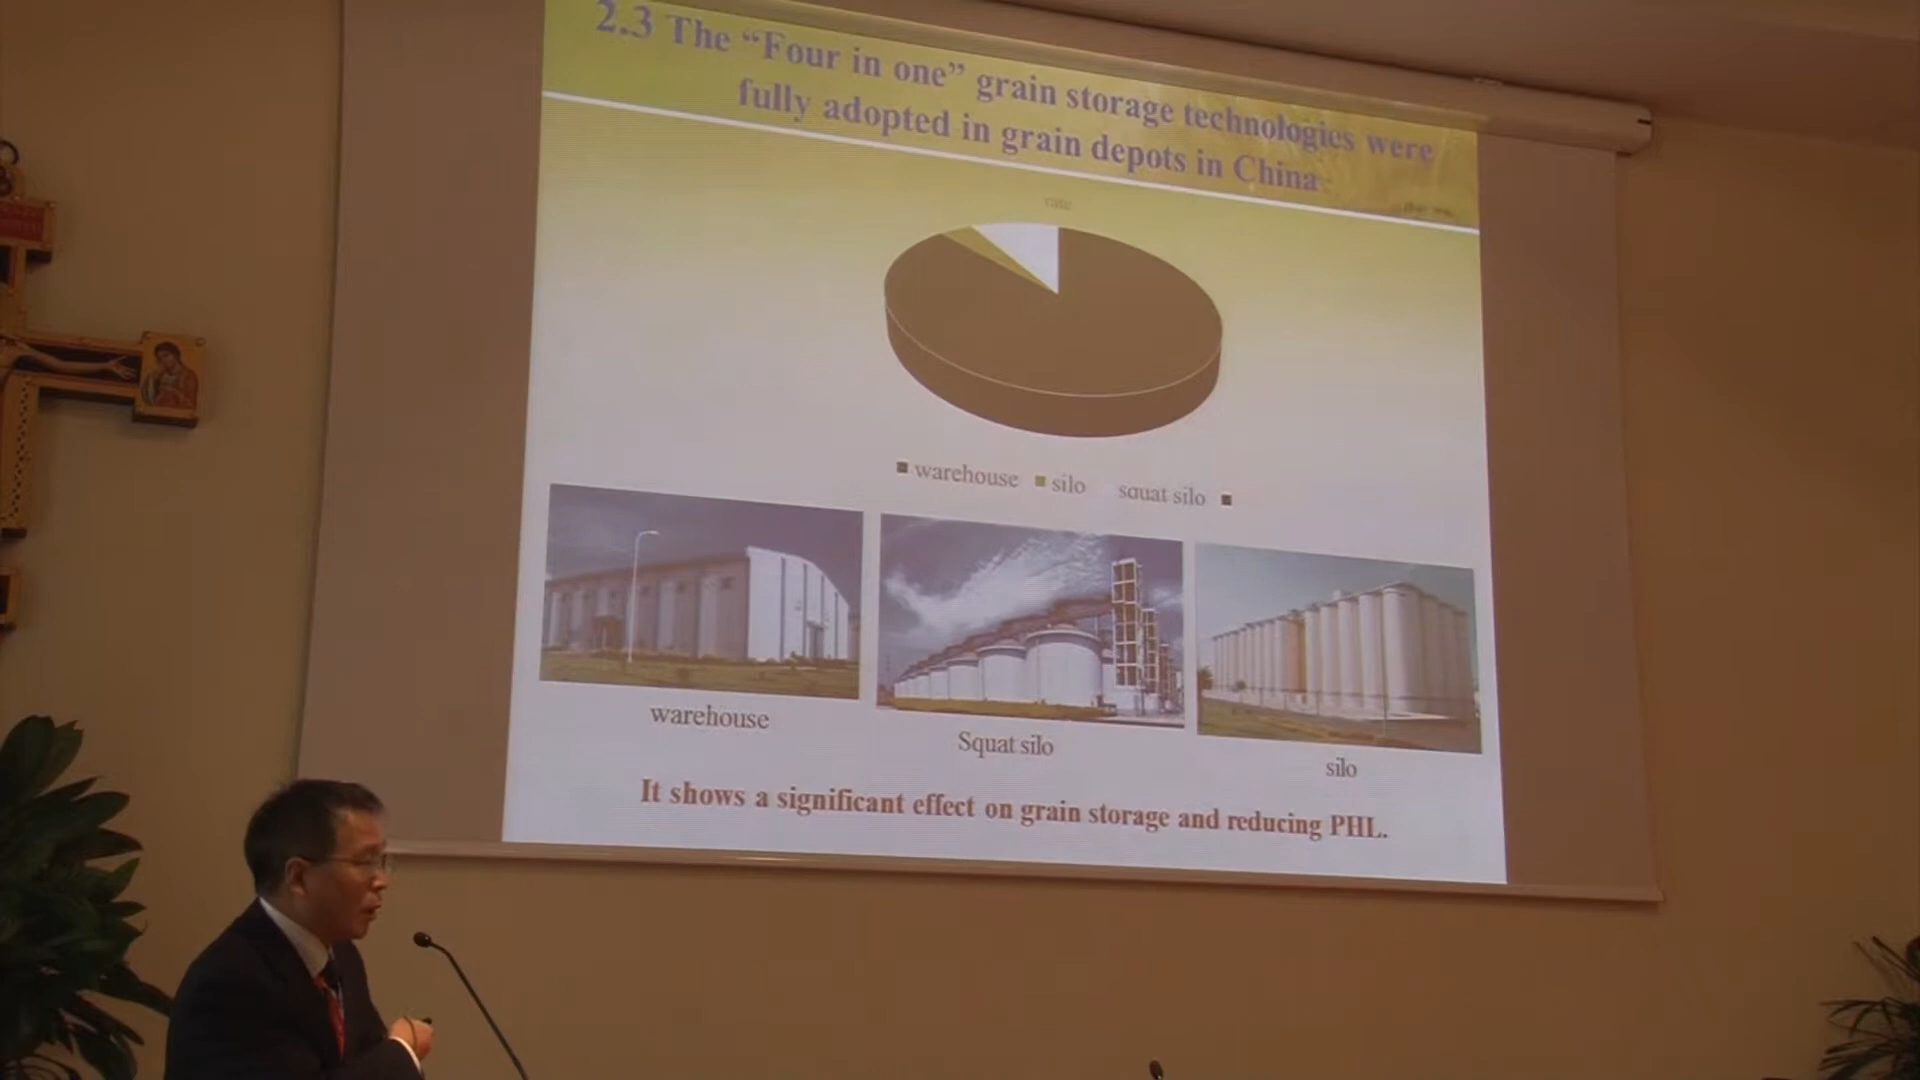 2.3 The “Four in one” grain storage technologies were
fully adopted in grain depots in China
rate
warehouse silo squat silo
warehouse
Squat silo
silo
It shows a significant effect on grain storage and reducing PHL.